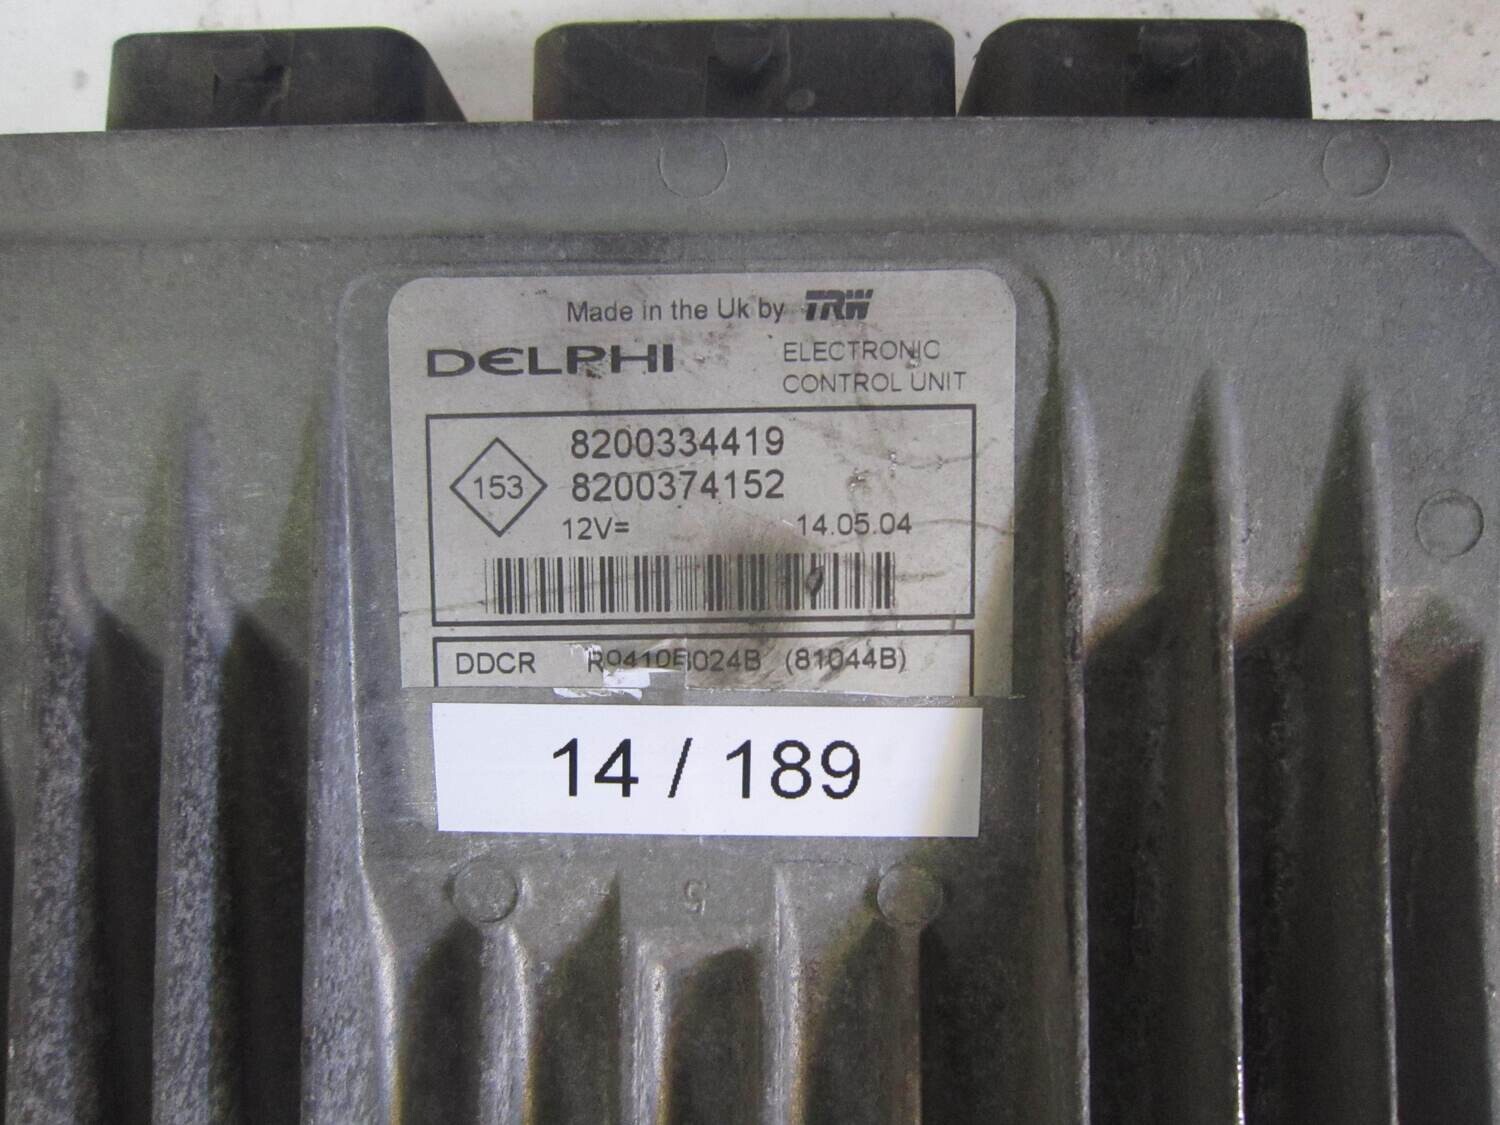 Made in the Uk by TRW
DELPHI
ELECTRONIC
CONTROL UNIT
8200334419
153
8200374152
12V=
14.05.04
DDCR
(81044B)
14 / 189
5